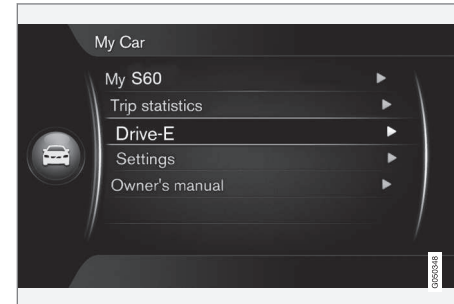 My Car
My S60
Trip statistics
Drive-E
Settings
Owner's manual
G050348